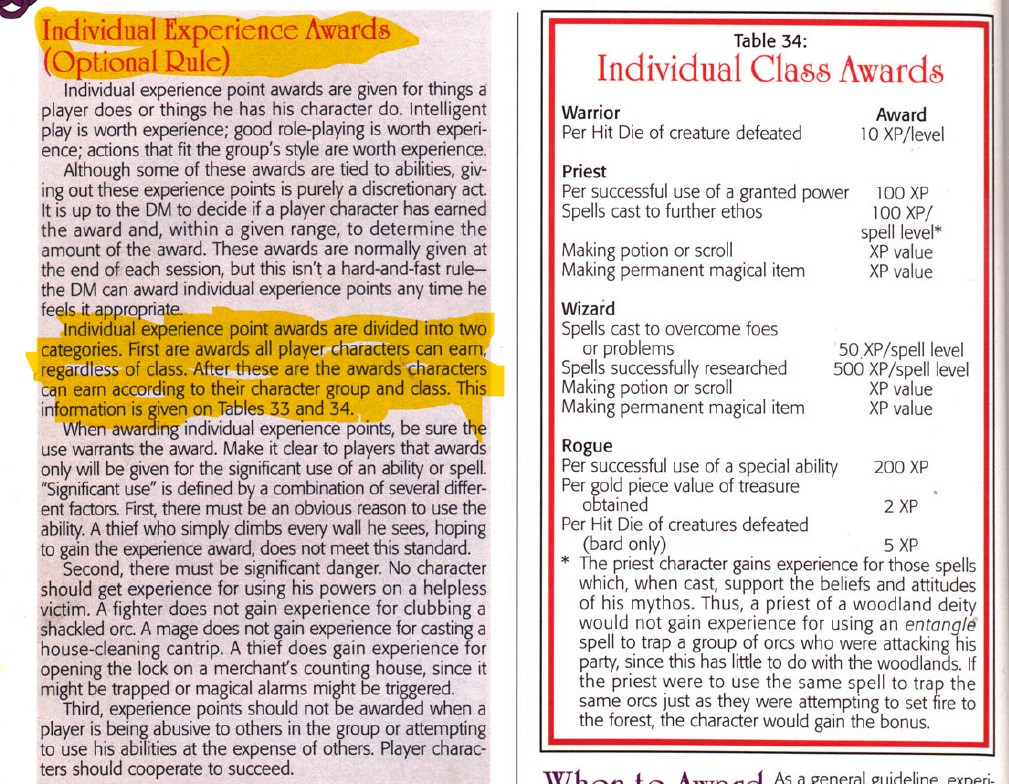 Individual Experience Awards
(Optional Rule)
Individual experience point awards are given for things a
player does or things he has his character do. Intelligent
play is worth experience; good role-playing is worth experi-
ence; actions that fit the group's style are worth experience.
Although some of these awards are tied to abilities, giv-
ing out these experience points is purely a discretionary act.
It is up to the DM to decide if a player character has earned
the award and, within a given range, to determine the
amount of the award. These awards are normally given at
the end of each session, but this isn't a hard-and-fast rule—
the DM can award individual experience points any time he
feels it appropriate.
Individual experience point awards are divided into two
categories. First are awards all player characters can earn,
regardless of class. After these are the awards characters
can earn according to their character group and class. This
information is given on Tables 33 and 34.
When awarding individual experience points, be sure the
use warrants the award. Make it clear to players that awards
only will be given for the significant use of an ability or spell.
"Significant use" is defined by a combination of several differ-
ent factors. First, there must be an obvious reason to use the
ability. A thief who simply climbs every wall he sees, hoping
to gain the experience award, does not meet this standard.
Second, there must be significant danger. No character
should get experience for using his powers on a helpless
victim. A fighter does not gain experience for clubbing a
shackled orc. A mage does not gain experience for casting a
house-cleaning cantrip. A thief does gain experience for
opening the lock on a merchant's counting house, since it
might be trapped or magical alarms might be triggered.
Third, experience points should not be awarded when a
player is being abusive to others in the group or attempting
to use his abilities at the expense of others. Player charac-
ters should cooperate to succeed.
Table 34:
Individual Class Awards
Warrior Award
Per Hit Die of creature defeated 10 XP/level
Priest
Per successful use of a granted power 100 XP
Spells cast to further ethos 100 XP/
spell level*
Making potion or scroll XP value
Making permanent magical item XP value
Wizard
Spells cast to overcome foes
or problems 50 XP/spell level
Spells successfully researched 500 XP/spell level
Making potion or scroll XP value
Making permanent magical item XP value
Rogue
Per successful use of a special ability 200 XP
Per gold piece value of treasure
obtained 2 XP
Per Hit Die of creatures defeated
(bard only) 5 XP
* The priest character gains experience for those spells
which, when cast, support the beliefs and attitudes
of his mythos. Thus, a priest of a woodland deity
would not gain experience for using an entangle
spell to trap a group of orcs who were attacking his
party, since this has little to do with the woodlands. If
the priest were to use the same spell to trap the
same orcs just as they were attempting to set fire to
the forest, the character would gain the bonus.
When to Award As a general guideline, experi-